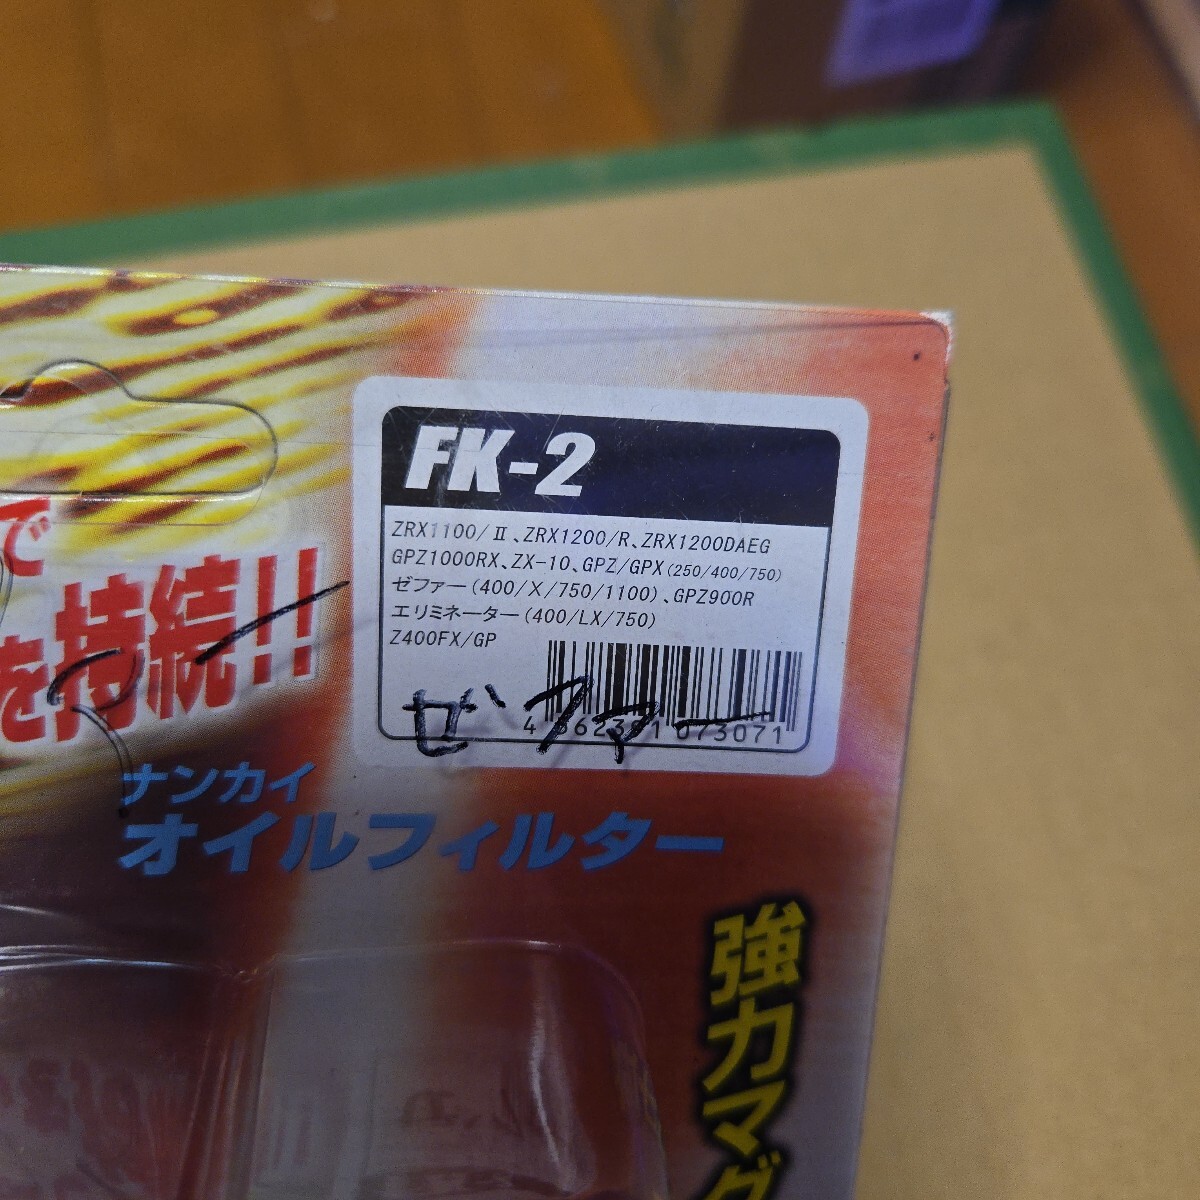 FK-2
ZRX1100/Ⅱ、ZRX1200/R、ZRX1200DAEG
GPZ1000RX、ZX-10、GPZ/GPX(250/400/750)
ゼファー(400/X/750/1100)、GPZ900R
エリミネーター(400/LX/750)
Z400FX/GP
ゼファー
で
を持続!!
ナンカイ
オイルフィルター
強力マグ